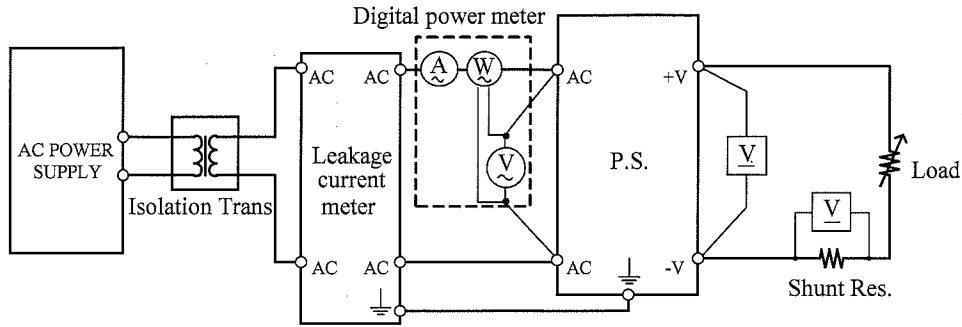 Digital power meter
AC POWER
SUPPLY
Isolation Trans
AC
AC
Leakage
current
meter
AC
AC
A
W
V
AC
P.S.
AC
+V
-V
V
Load
V
Shunt Res.